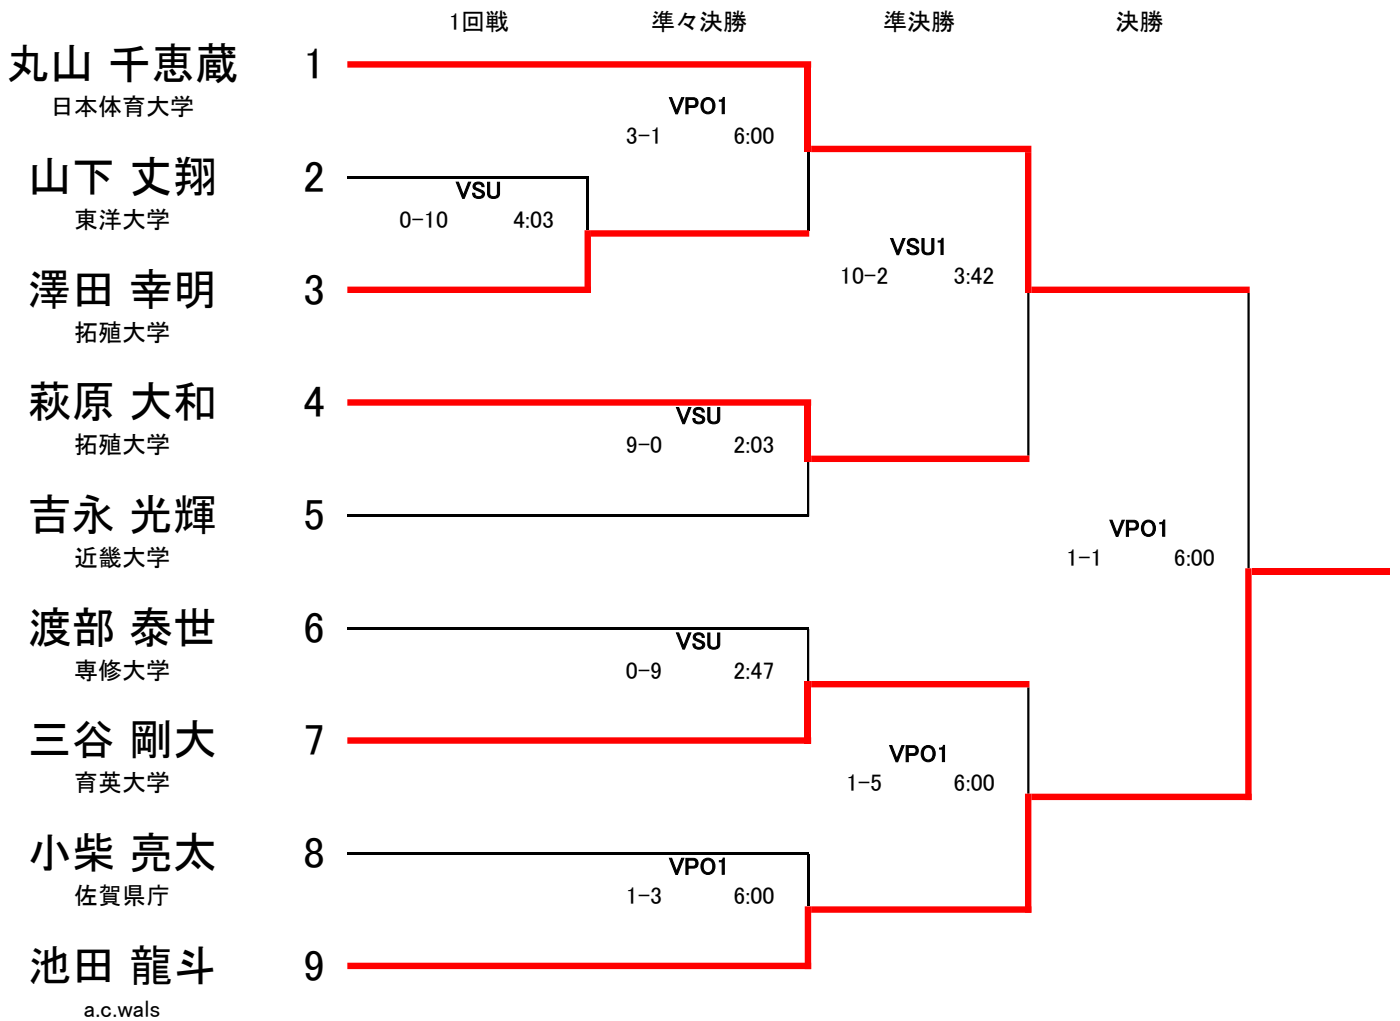 1回戦 準々決勝 準決勝 決勝
丸山 千恵蔵 1
日本体育大学
VPO1
3-1 6:00
山下 丈翔 2
東洋大学
VSU
0-10 4:03
VSU1
10-2 3:42
澤田 幸明 3
拓殖大学
萩原 大和 4
拓殖大学
VSU
9-0 2:03
吉永 光輝 5
近畿大学
VPO1
1-1 6:00
渡部 泰世 6
専修大学
VSU
0-9 2:47
三谷 剛大 7
育英大学
VPO1
1-5 6:00
小柴 亮太 8
佐賀県庁
VPO1
1-3 6:00
池田 龍斗 9
a.c.wals